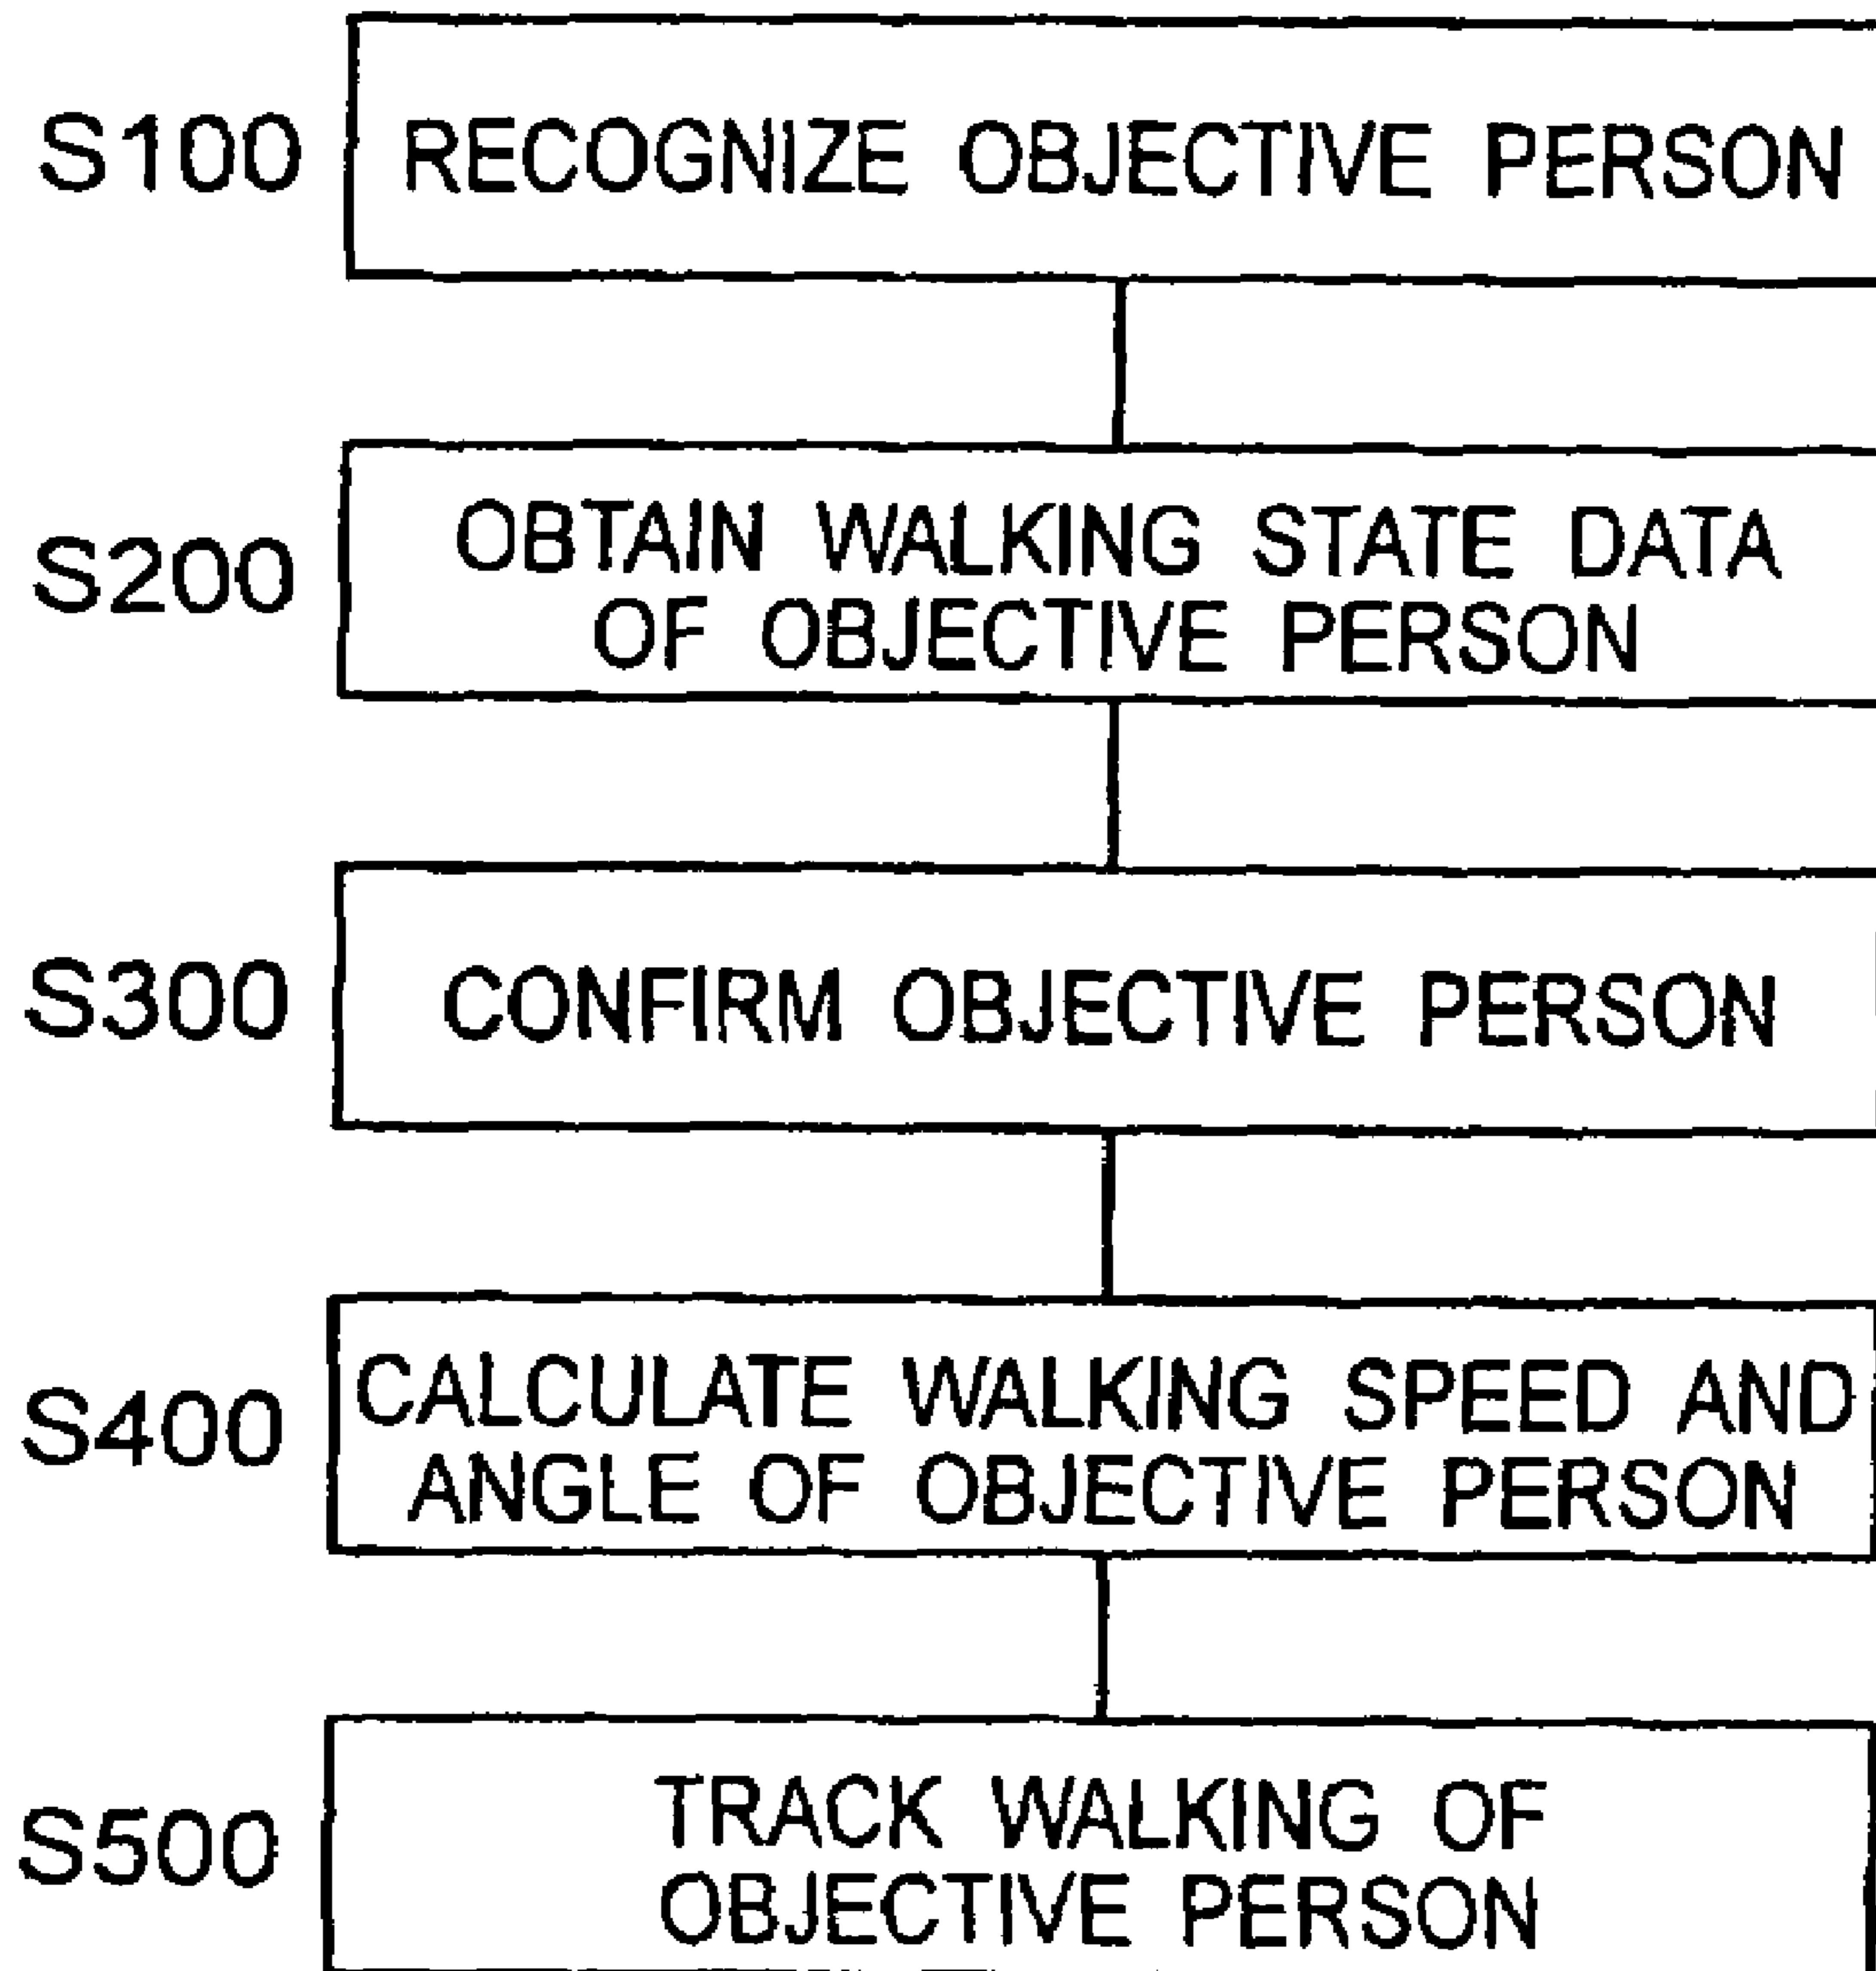 S100 RECOGNIZE OBJECTIVE PERSON
S200 OBTAIN WALKING STATE DATA
OF OBJECTIVE PERSON
S300 CONFIRM OBJECTIVE PERSON
S400 CALCULATE WALKING SPEED AND
ANGLE OF OBJECTIVE PERSON
S500 TRACK WALKING OF
OBJECTIVE PERSON